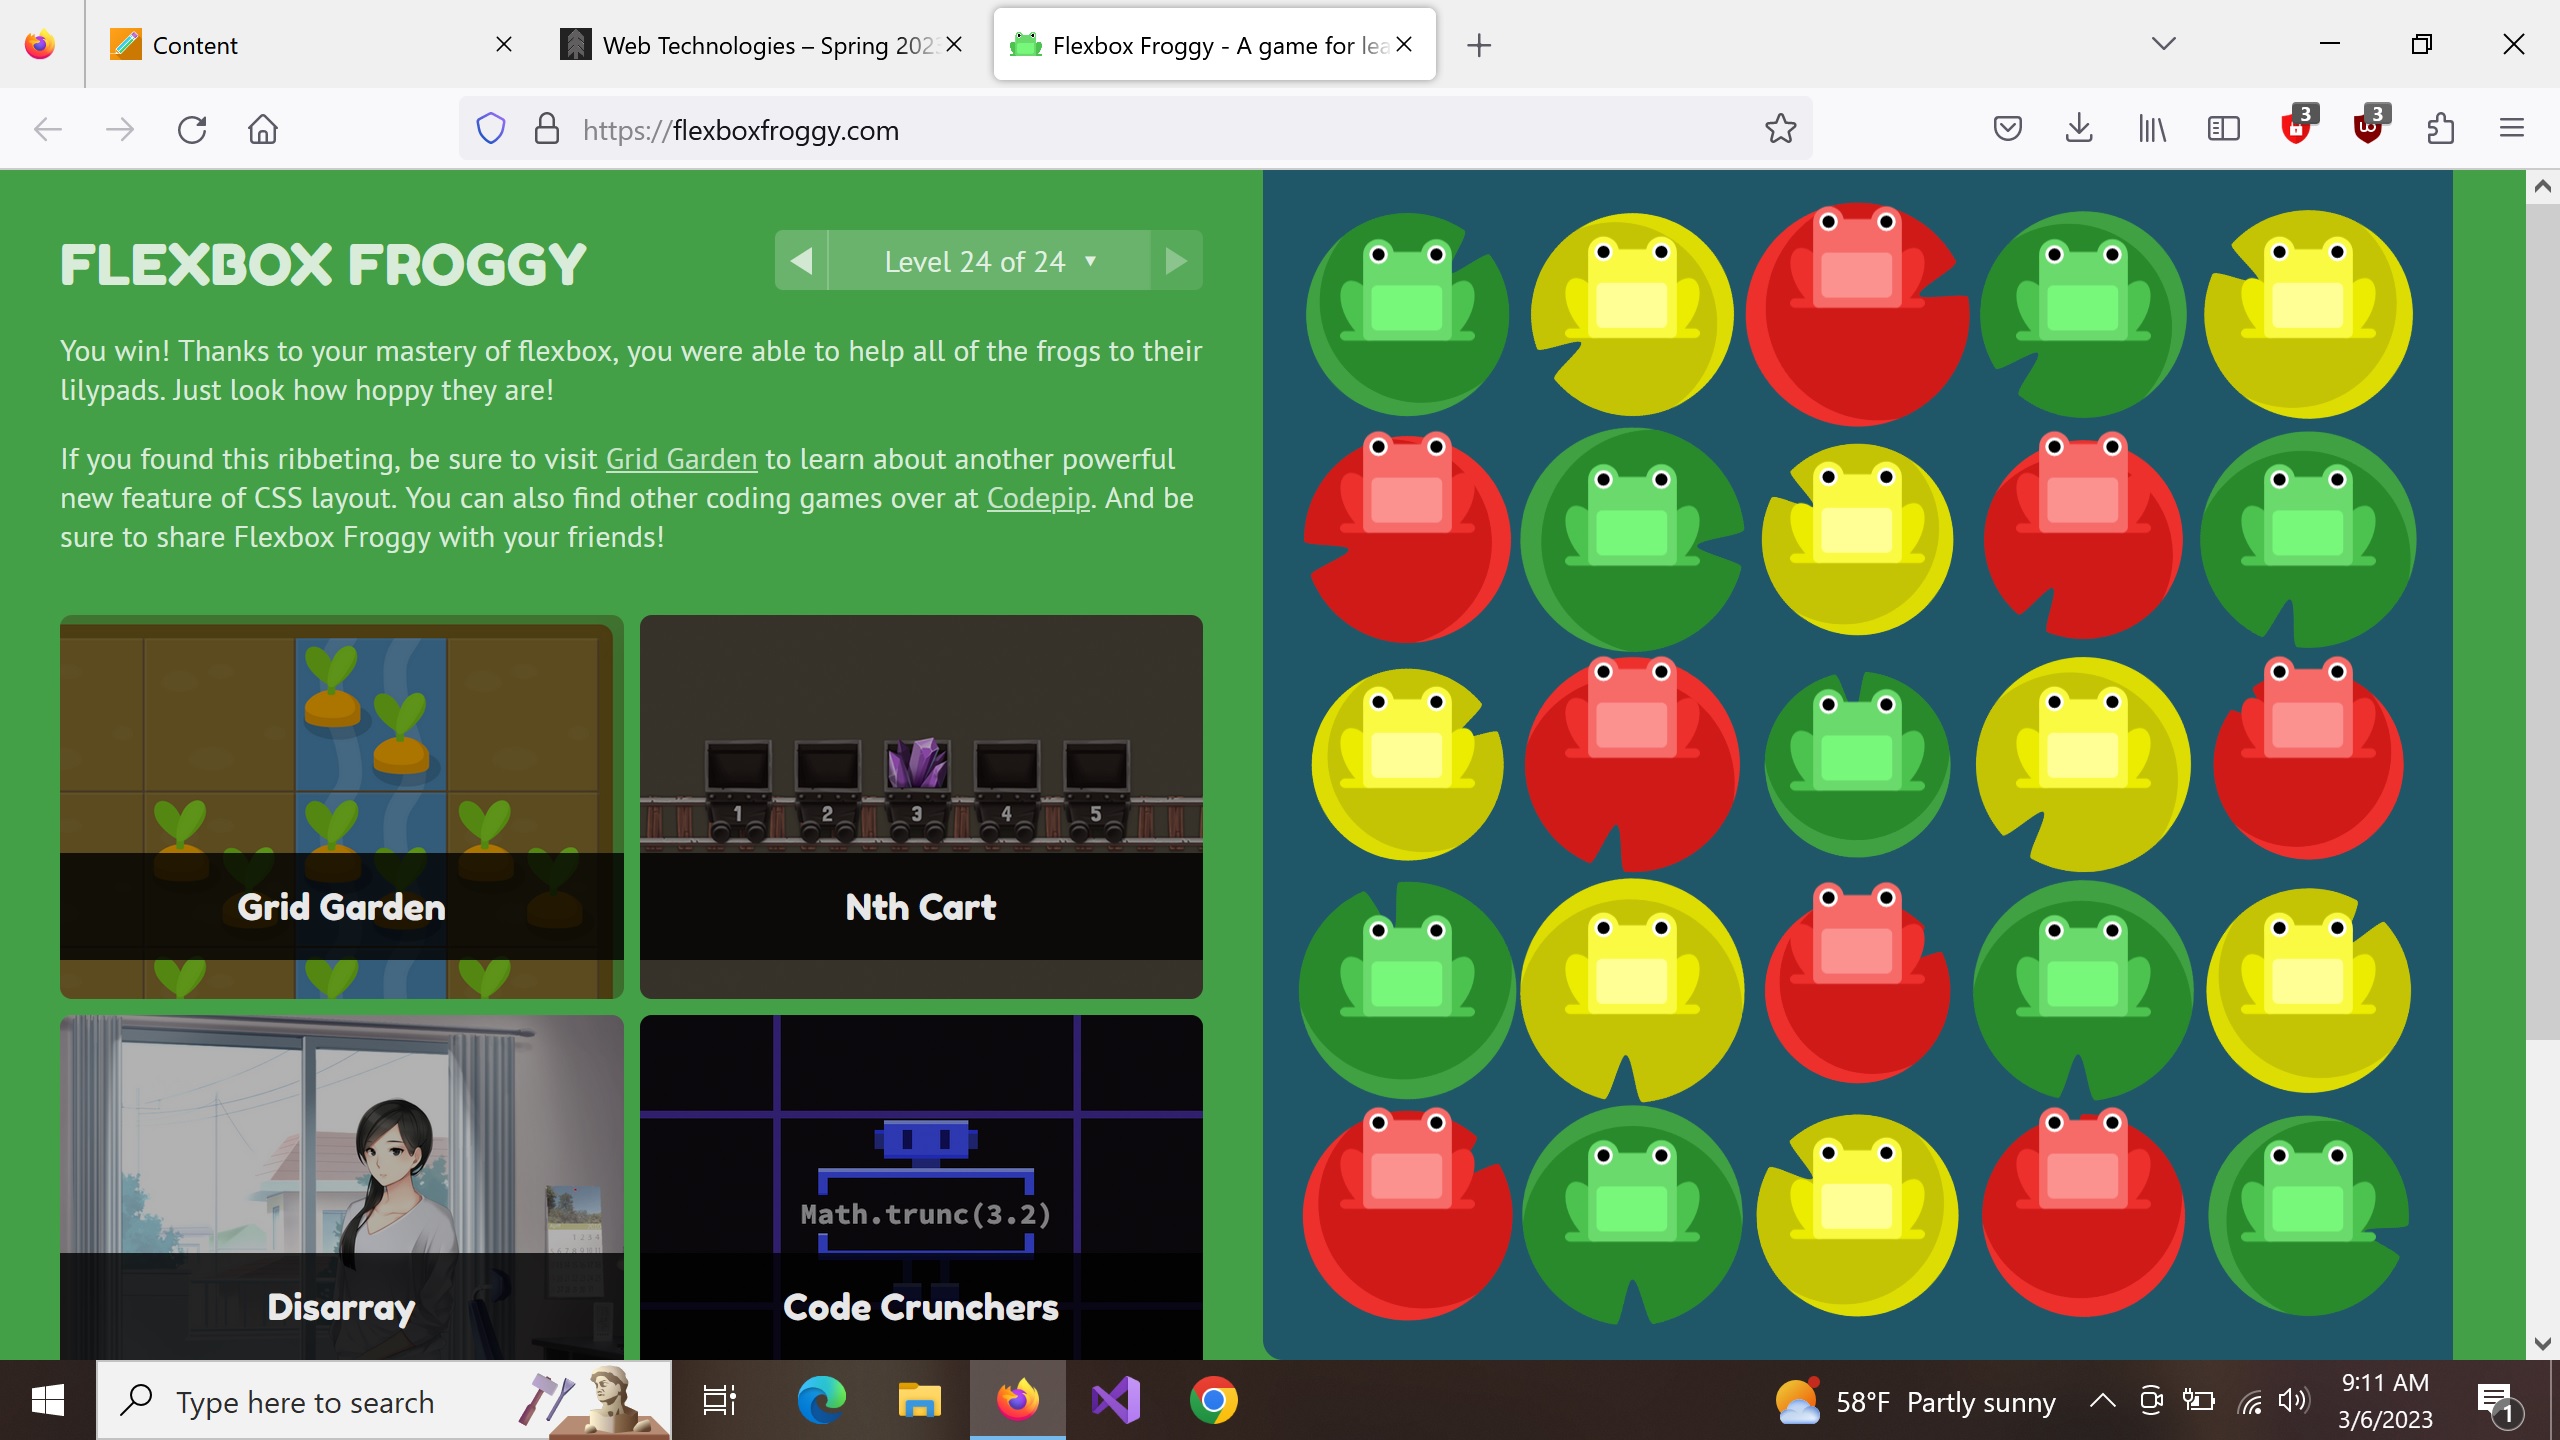 Content
Web Technologies – Spring 202
Flexbox Froggy - A game for lea
https://flexboxfroggy.com
3
3
FLEXBOX FROGGY
Level 24 of 24
You win! Thanks to your mastery of flexbox, you were able to help all of the frogs to their
lilypads. Just look how hoppy they are!
If you found this ribbeting, be sure to visit Grid Garden to learn about another powerful
new feature of CSS layout. You can also find other coding games over at Codepip. And be
sure to share Flexbox Froggy with your friends!
1 2 3 4 5
Grid Garden
Nth Cart
Math.trunc(3.2)
Disarray
Code Crunchers
Type here to search
58°F Partly sunny
9:11 AM
3/6/2023
1